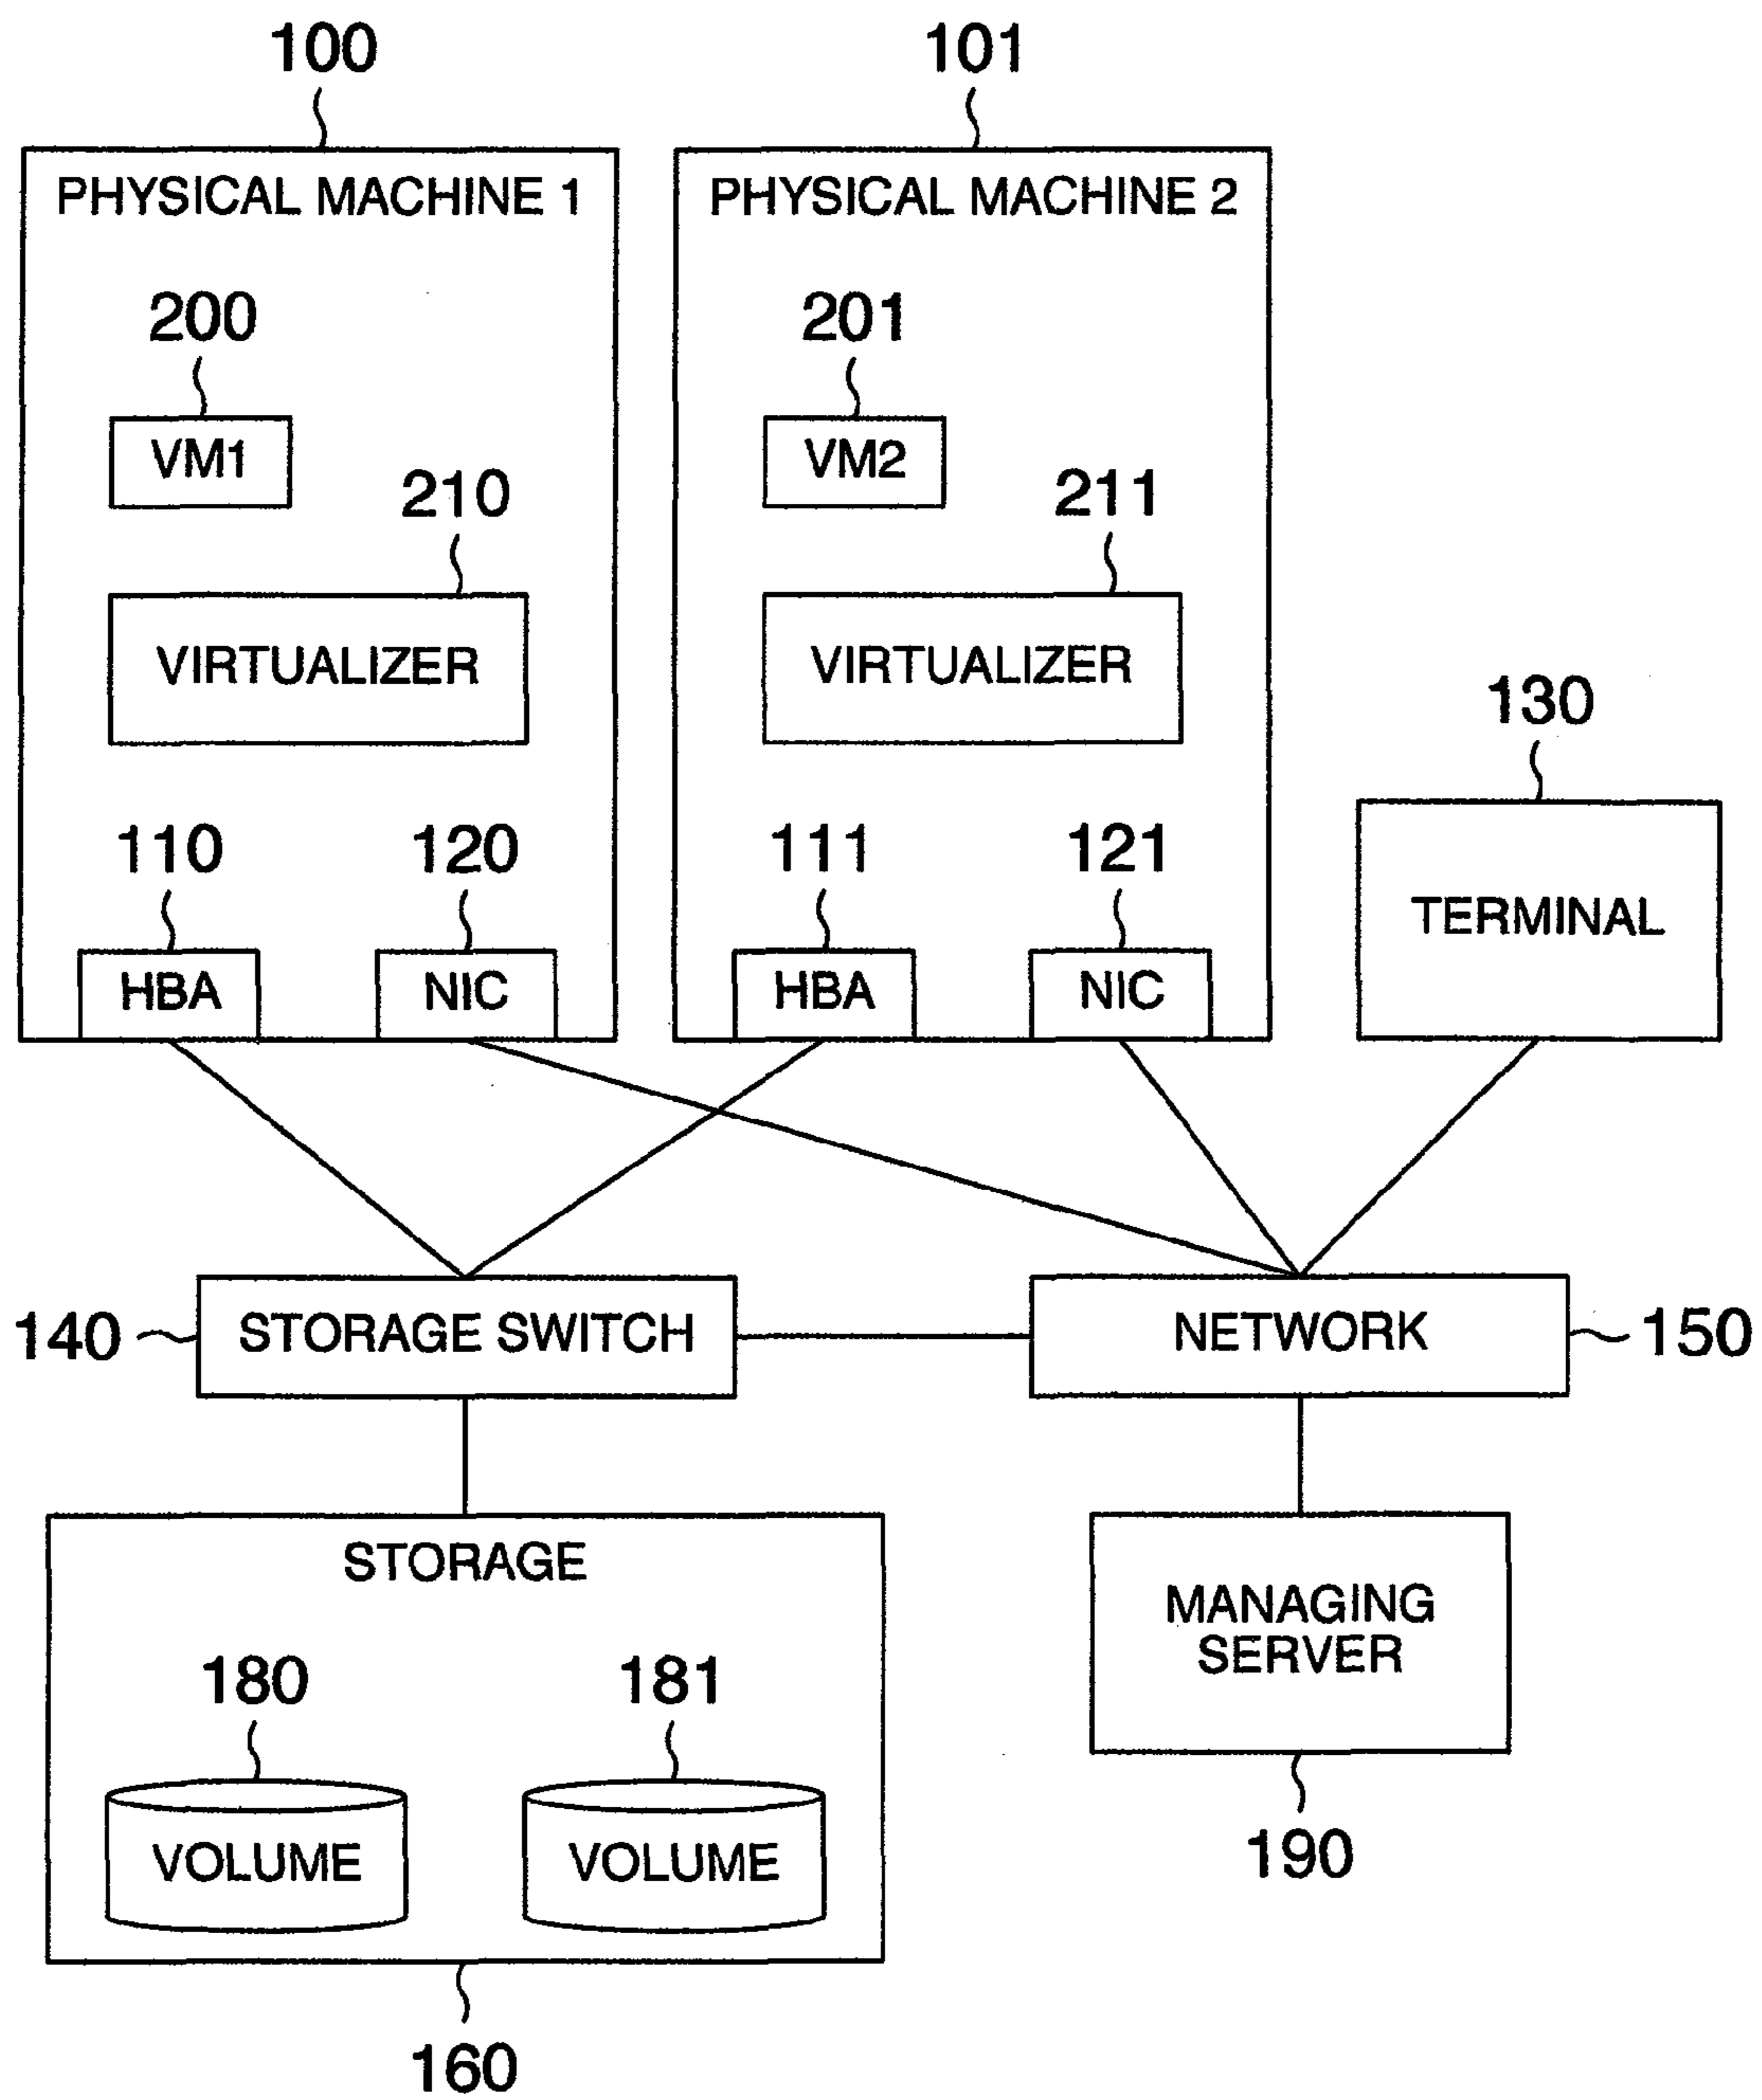 100
101
PHYSICAL MACHINE 1
PHYSICAL MACHINE 2
200
201
VM1
VM2
210
211
VIRTUALIZER
VIRTUALIZER
130
110
120
111
121
TERMINAL
HBA
NIC
HBA
NIC
140
STORAGE SWITCH
NETWORK
150
STORAGE
MANAGING
SERVER
180
181
VOLUME
VOLUME
190
160